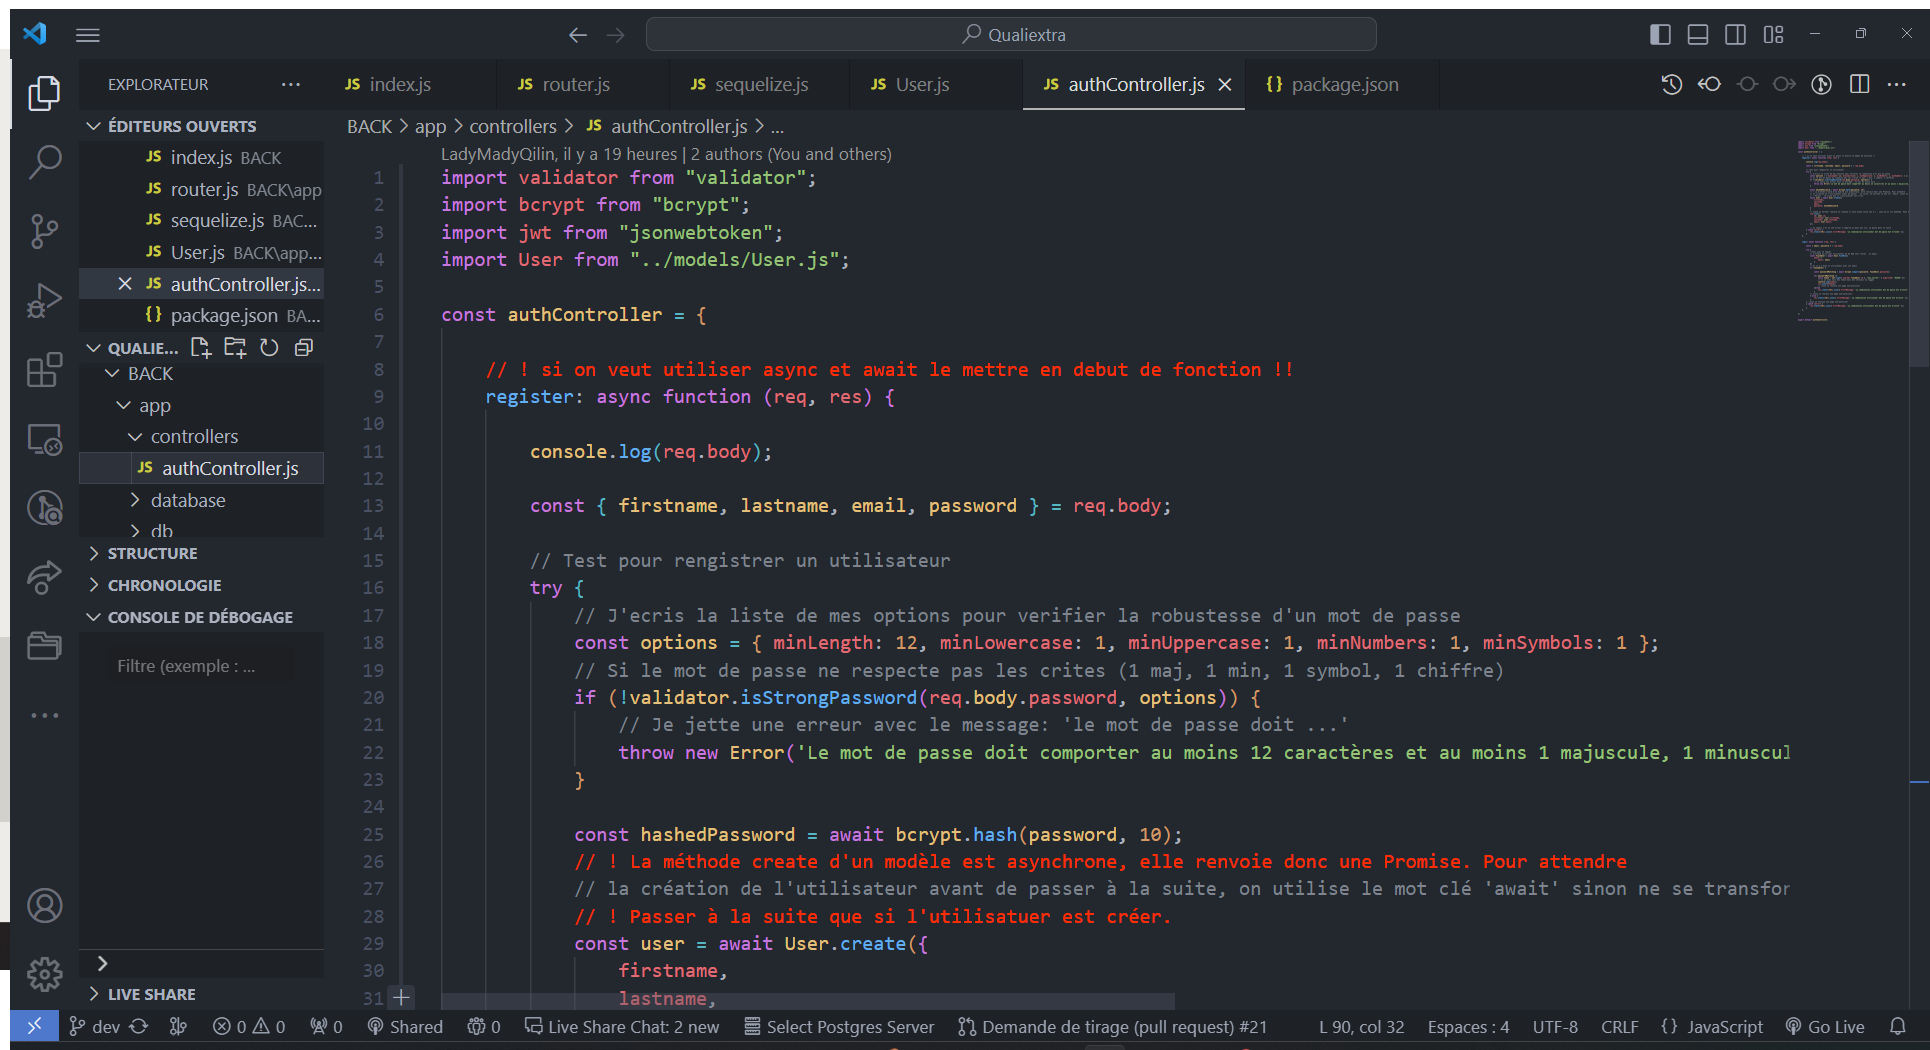 Qualiextra
EXPLORATEUR
index.js
router.js
sequelize.js
User.js
authController.js
package.json
BACK > app > controllers > JS authController.js > ...
ÉDITEURS OUVERTS
JS index.js BACK
JS router.js BACK\app
JS sequelize.js BAC...
JS User.js BACK\app...
JS authController.js...
{} package.json BA...
QUALIE...
BACK
app
controllers
JS authController.js
database
db
STRUCTURE
CHRONOLOGIE
CONSOLE DE DÉBOGAGE
Filtre (exemple : ...
LIVE SHARE
LadyMadyQilin, il y a 19 heures | 2 authors (You and others)
1 import validator from "validator";
2 import bcrypt from "bcrypt";
3 import jwt from "jsonwebtoken";
4 import User from "../models/User.js";
5
6 const authController = {
7
8 // ! si on veut utiliser async et await le mettre en debut de fonction !!
9 register: async function (req, res) {
10
11 console.log(req.body);
12
13 const { firstname, lastname, email, password } = req.body;
14
15 // Test pour rengistrer un utilisateur
16 try {
17 // J'ecris la liste de mes options pour verifier la robustesse d'un mot de passe
18 const options = { minLength: 12, minLowercase: 1, minUppercase: 1, minNumbers: 1, minSymbols: 1 };
19 // Si le mot de passe ne respecte pas les crites (1 maj, 1 min, 1 symbol, 1 chiffre)
20 if (!validator.isStrongPassword(req.body.password, options)) {
21 // Je jette une erreur avec le message: 'le mot de passe doit ...'
22 throw new Error('Le mot de passe doit comporter au moins 12 caractères et au moins 1 majuscule, 1 minuscul
23 }
24
25 const hashedPassword = await bcrypt.hash(password, 10);
26 // ! La méthode create d'un modèle est asynchrone, elle renvoie donc une Promise. Pour attendre
27 // la création de l'utilisateur avant de passer à la suite, on utilise le mot clé 'await' sinon ne se transfor
28 // ! Passer à la suite que si l'utilisatuer est créer.
29 const user = await User.create({
30 firstname,
31 lastname,
dev
0 0
0
Shared
0
Live Share Chat: 2 new
Select Postgres Server
Demande de tirage (pull request) #21
L 90, col 32
Espaces : 4
UTF-8
CRLF
{} JavaScript
Go Live